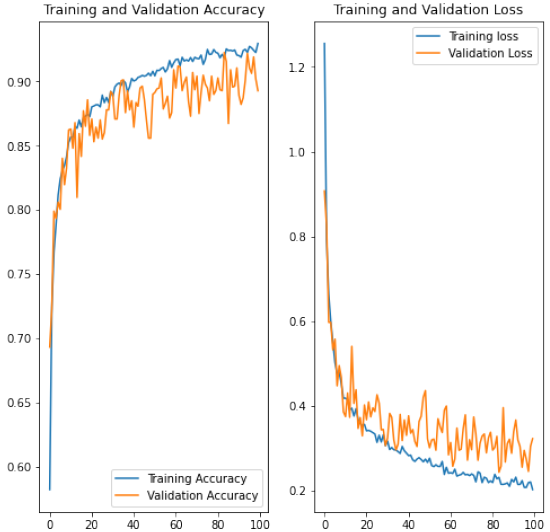 Training and Validation Accuracy
0.90
0.85
0.80
0.75
0.70
0.65
0.60
0 20 40 60 80 100
Training Accuracy
Validation Accuracy
Training and Validation Loss
1.2
1.0
0.8
0.6
0.4
0.2
0 20 40 60 80 100
Training loss
Validation Loss